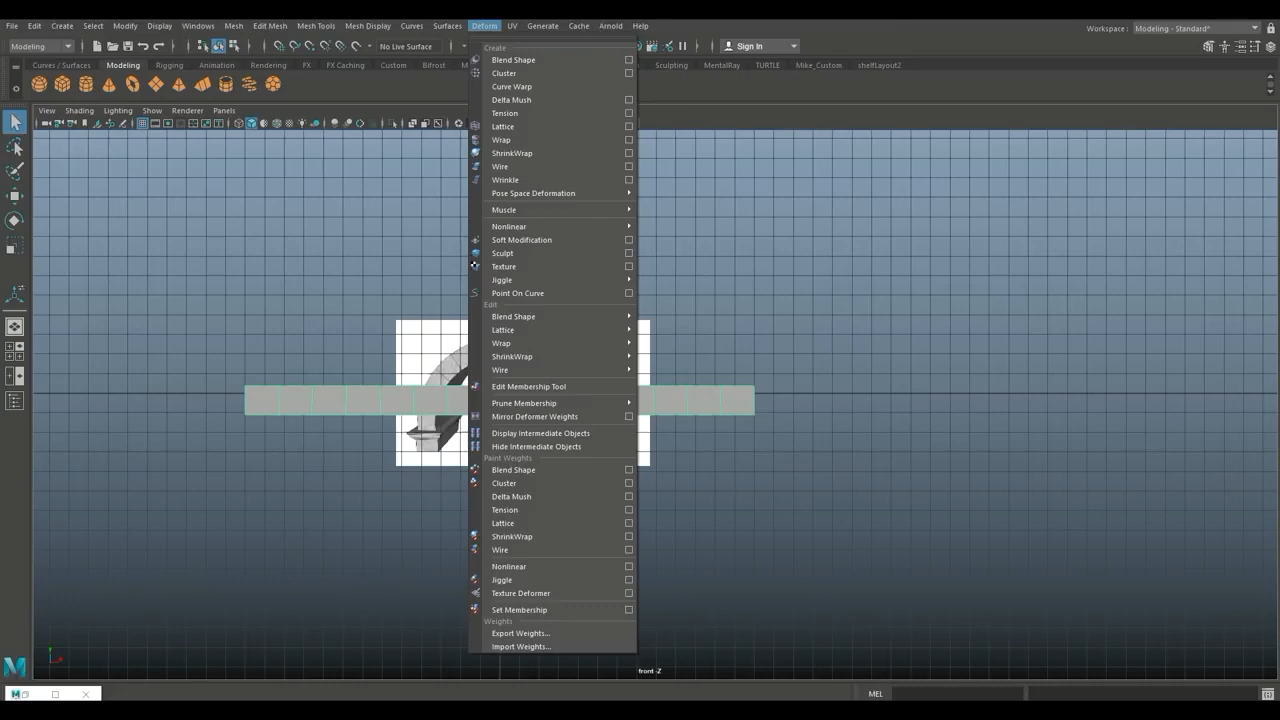 File Edit Create Select Modify Display Windows Mesh Edit Mesh Mesh Tools Mesh Display Curves Surfaces Deform UV Generate Cache Arnold Help
Workspace: Modeling - Standard*
Modeling No Live Surface Sign In
Curves / Surfaces Modeling Rigging Animation Rendering FX FX Caching Custom Bifrost Sculpting MentalRay TURTLE Mike_Custom shelfLayout2
View Shading Lighting Show Renderer Panels
Create
Blend Shape
Cluster
Curve Warp
Delta Mush
Tension
Lattice
Wrap
ShrinkWrap
Wire
Wrinkle
Pose Space Deformation
Muscle
Nonlinear
Soft Modification
Sculpt
Texture
Jiggle
Point On Curve
Edit
Blend Shape
Lattice
Wrap
ShrinkWrap
Wire
Edit Membership Tool
Prune Membership
Mirror Deformer Weights
Display Intermediate Objects
Hide Intermediate Objects
Paint Weights
Blend Shape
Cluster
Delta Mush
Tension
Lattice
ShrinkWrap
Wire
Nonlinear
Jiggle
Texture Deformer
Set Membership
Weights
Export Weights...
Import Weights...
front -Z
MEL